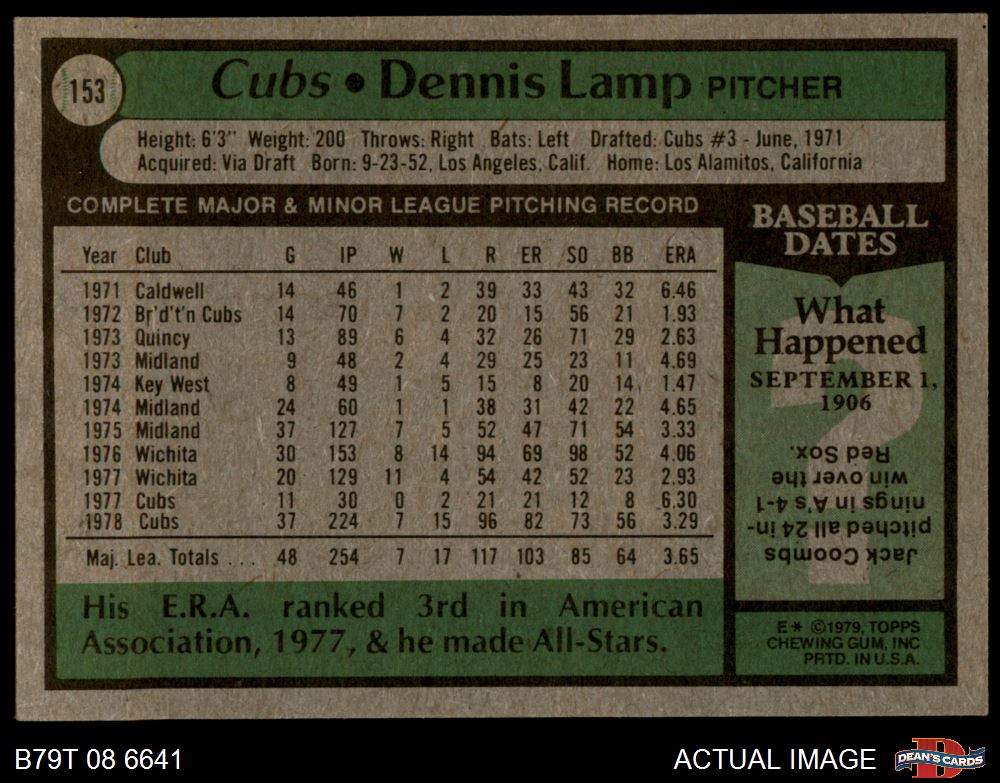 153
Cubs • Dennis Lamp PITCHER
Height: 6'3" Weight: 200 Throws: Right Bats: Left Drafted: Cubs #3 - June, 1971
Acquired: Via Draft Born: 9-23-52, Los Angeles, Calif. Home: Los Alamitos, California
COMPLETE MAJOR & MINOR LEAGUE PITCHING RECORD
Year Club G IP W L R ER SO BB ERA
1971 Caldwell 14 46 1 2 39 33 43 32 6.46
1972 Br'd't'n Cubs 14 70 7 2 20 15 56 21 1.93
1973 Quincy 13 89 6 4 32 26 71 29 2.63
1973 Midland 9 48 2 4 29 25 23 11 4.69
1974 Key West 8 49 1 5 15 8 20 14 1.47
1974 Midland 24 60 1 1 38 31 42 22 4.65
1975 Midland 37 127 7 5 52 47 71 54 3.33
1976 Wichita 30 153 8 14 94 69 98 52 4.06
1977 Wichita 20 129 11 4 54 42 52 23 2.93
1977 Cubs 11 30 0 2 21 21 12 8 6.30
1978 Cubs 37 224 7 15 96 82 73 56 3.29
Maj. Lea. Totals ... 48 254 7 17 117 103 85 64 3.65
His E.R.A. ranked 3rd in American
Association, 1977, & he made All-Stars.
BASEBALL
DATES
What
Happened
SEPTEMBER 1,
1906
Jack Coombs
pitched all 24 in-
nings in A's 4-1
win over the
Red Sox.
E* ©1979, TOPPS
CHEWING GUM, INC
PRTD. IN U.S.A.
B79T 08 6641
ACTUAL IMAGE
D
DEAN'S CARDS